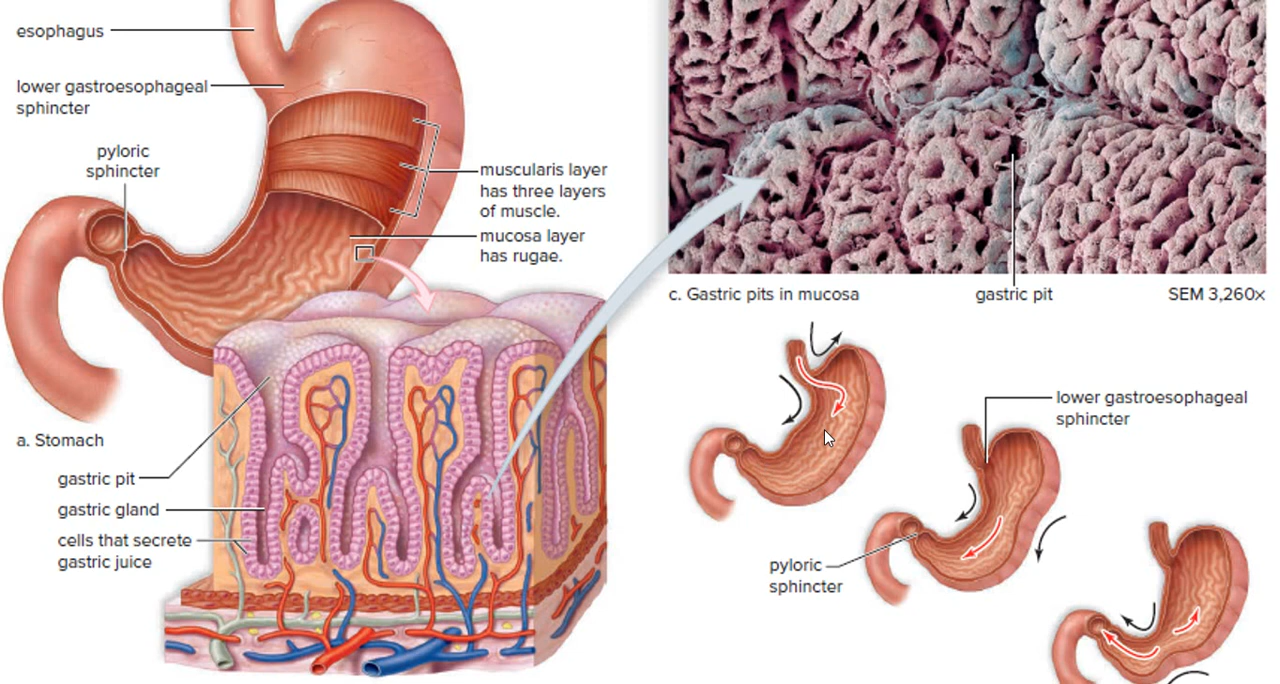 esophagus
lower gastroesophageal
sphincter
pyloric
sphincter
muscularis layer
has three layers
of muscle.
mucosa layer
has rugae.
a. Stomach
gastric pit
gastric gland
cells that secrete
gastric juice
c. Gastric pits in mucosa
gastric pit
SEM 3,260x
lower gastroesophageal
sphincter
pyloric
sphincter